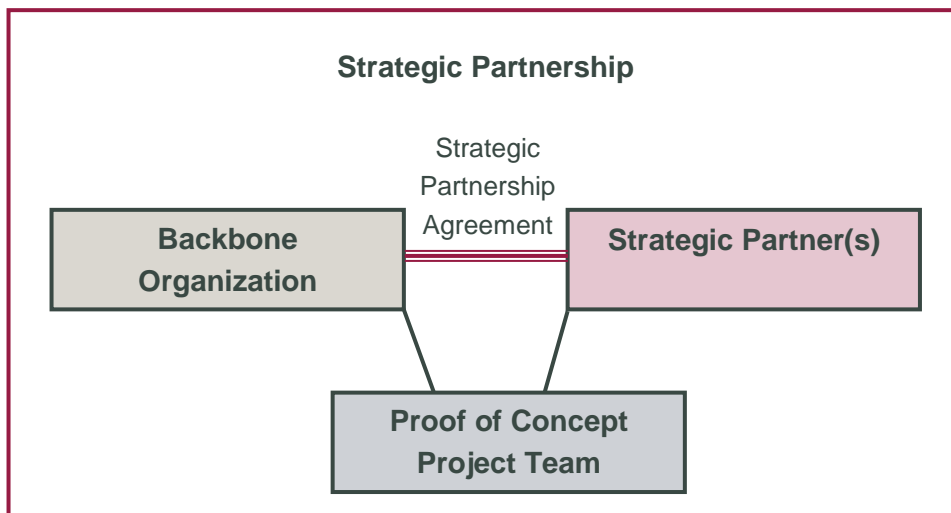 Strategic Partnership
Strategic
Partnership
Agreement
Backbone
Organization
Strategic Partner(s)
Proof of Concept
Project Team